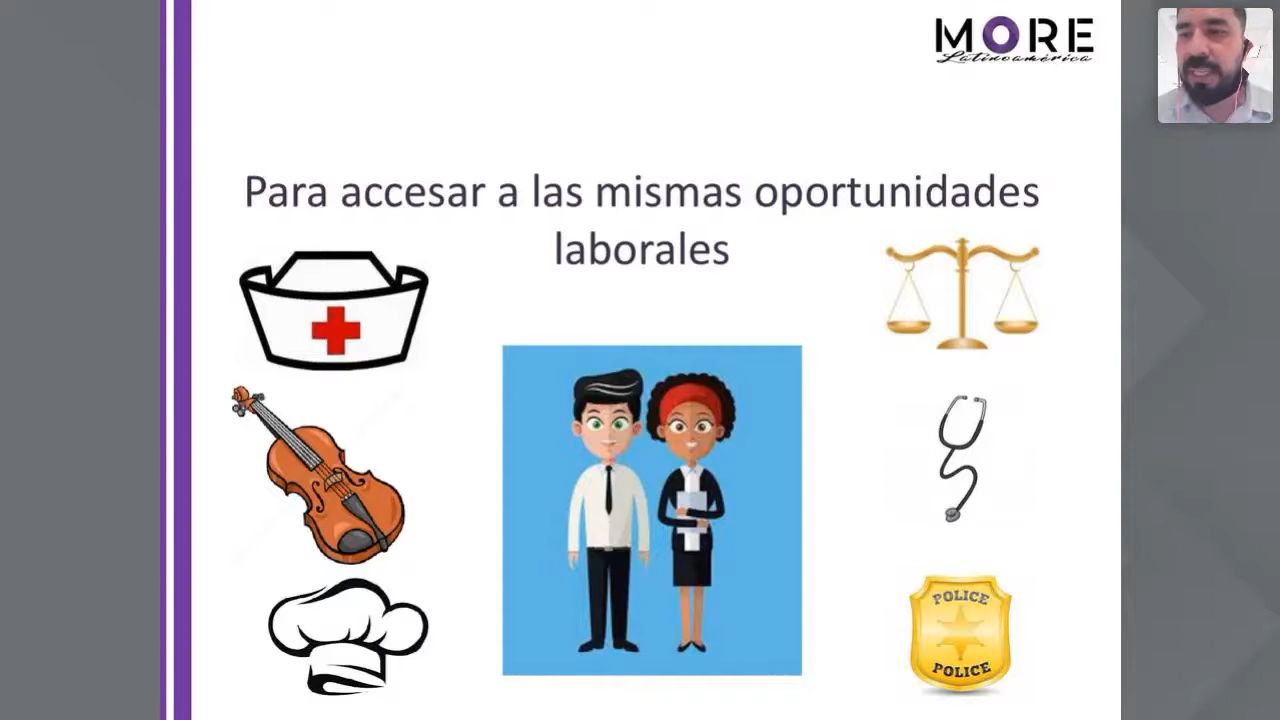 MORE
Latinoamérica
Para accesar a las mismas oportunidades
laborales
POLICE
POLICE